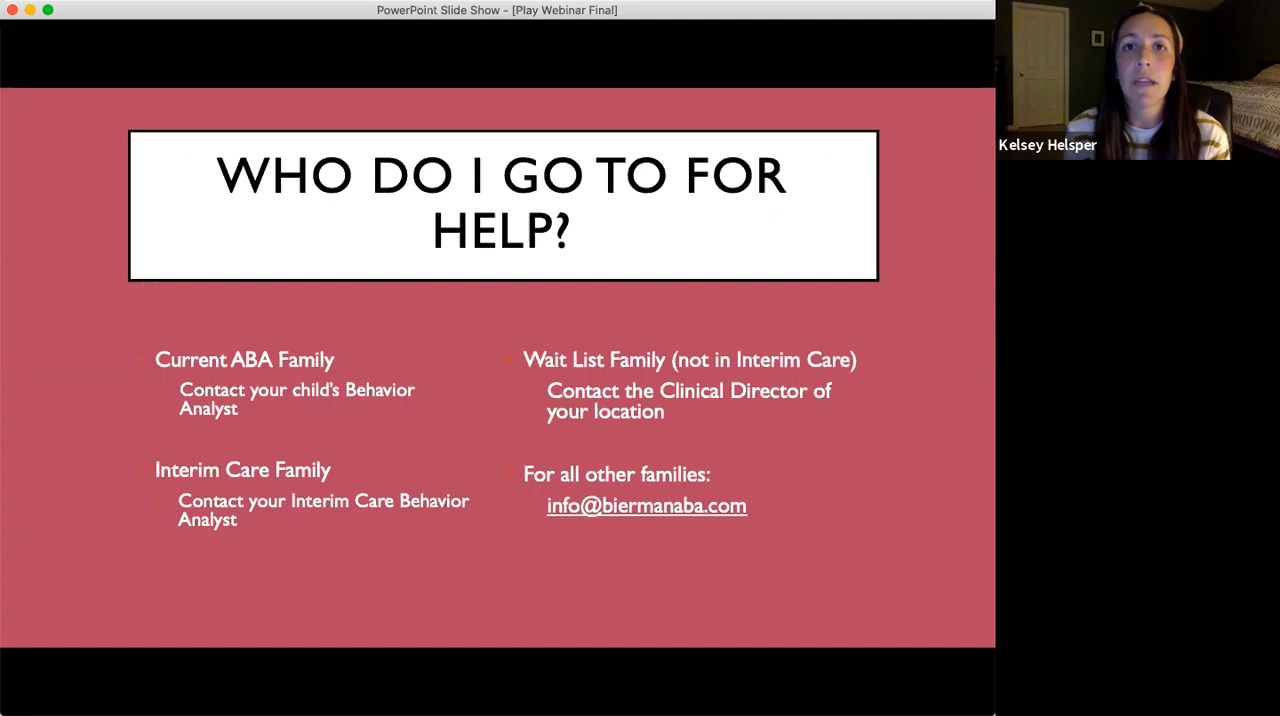 PowerPoint Slide Show - [Play Webinar Final]
WHO DO I GO TO FOR
HELP?
Current ABA Family
Contact your child's Behavior
Analyst
Interim Care Family
Contact your Interim Care Behavior
Analyst
Wait List Family (not in Interim Care)
Contact the Clinical Director of
your location
For all other families:
info@biermanaba.com
Kelsey Helsper